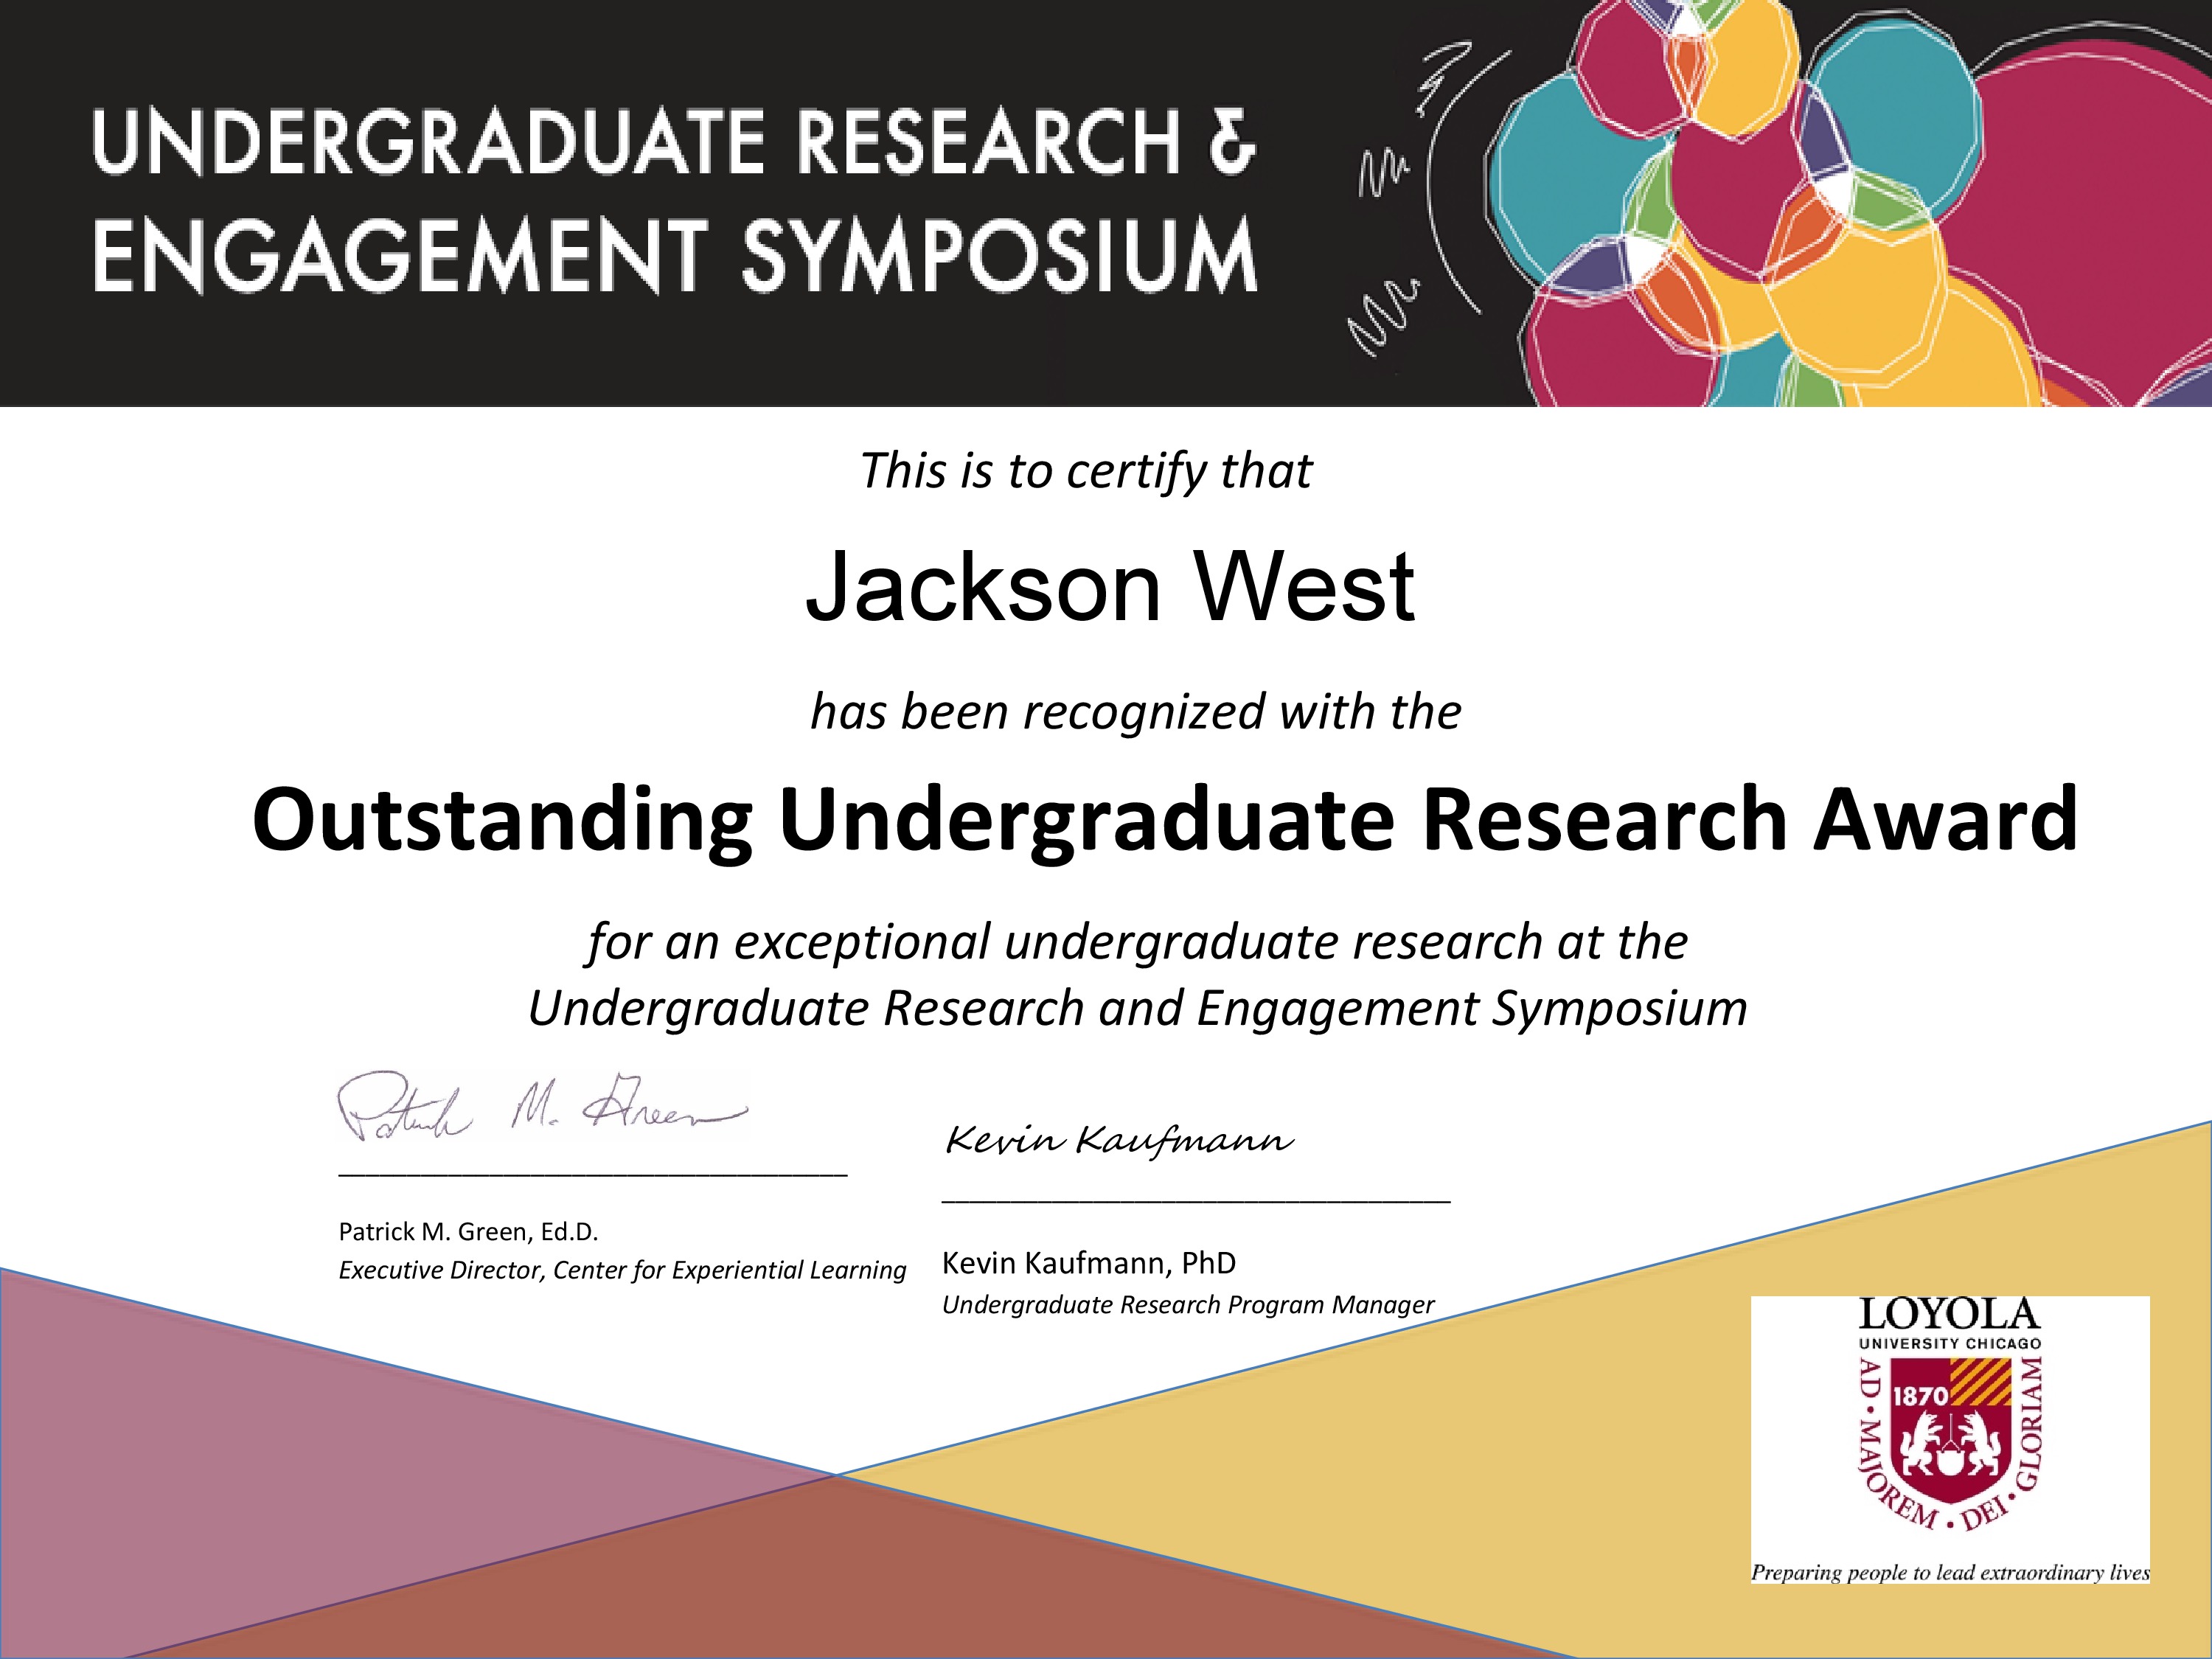 UNDERGRADUATE RESEARCH &
ENGAGEMENT SYMPOSIUM
This is to certify that
Jackson West
has been recognized with the
Outstanding Undergraduate Research Award
for an exceptional undergraduate research at the
Undergraduate Research and Engagement Symposium
Patrick M. Green
Kevin Kaufmann
Patrick M. Green, Ed.D.
Executive Director, Center for Experiential Learning
Kevin Kaufmann, PhD
Undergraduate Research Program Manager
LOYOLA
UNIVERSITY CHICAGO
1870
AD • MAJOREM • DEI • GLORIAM
Preparing people to lead extraordinary lives